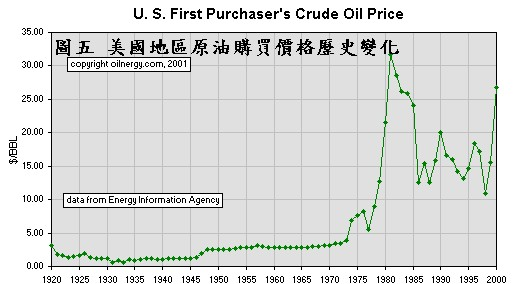 U. S. First Purchaser's Crude Oil Price
圖五 美國地區原油購買價格歷史變化
copyright oilnergy.com, 2001
$/BBL
35.00
30.00
25.00
20.00
15.00
10.00
5.00
0.00
data from Energy Information Agency
1920 1925 1930 1935 1940 1945 1950 1955 1960 1965 1970 1975 1980 1985 1990 1995 2000